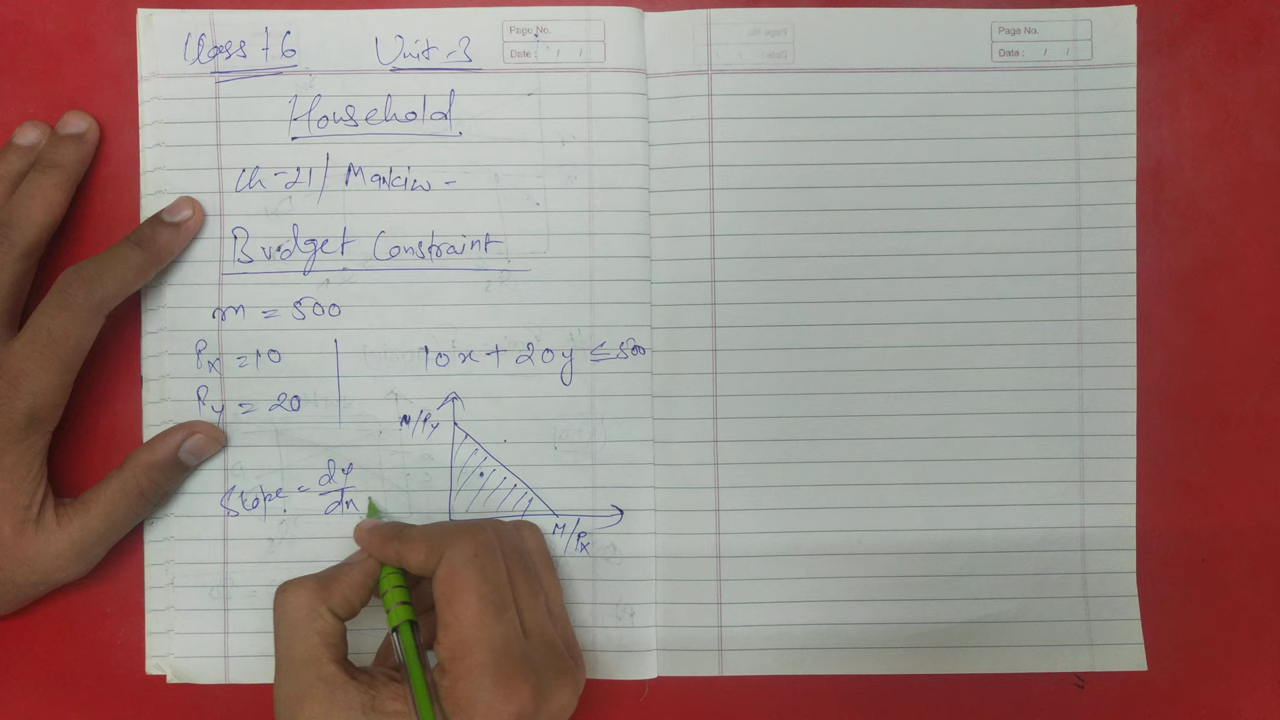 Class 76 Unit-3
Page No.
Date: / /
Page No.
Date: / /
Household
Ch-21/ Mankiw -
Budget Constraint
m = 500
Px = 10
10x + 20y ≤ 500
Py = 20
M/Py
Slope = dy/dx
M/Px